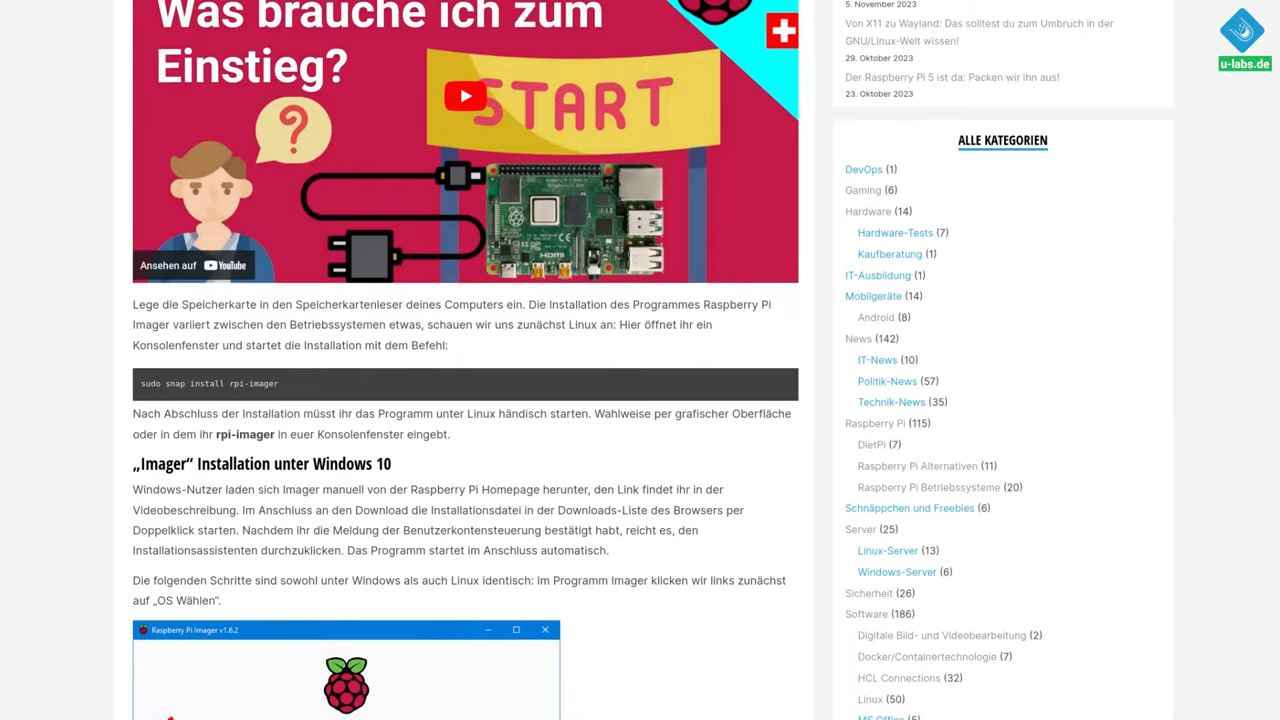 Was brauche ich zum
Einstieg?
?
START
HDMI
Ansehen auf YouTube
Lege die Speicherkarte in den Speicherkartenleser deines Computers ein. Die Installation des Programmes Raspberry Pi
Imager variiert zwischen den Betriebssystemen etwas, schauen wir uns zunächst Linux an: Hier öffnet ihr ein
Konsolenfenster und startet die Installation mit dem Befehl:
sudo snap install rpi-imager
Nach Abschluss der Installation müsst ihr das Programm unter Linux händisch starten. Wahlweise per grafischer Oberfläche
oder in dem ihr rpi-imager in euer Konsolenfenster eingebt.
„Imager“ Installation unter Windows 10
Windows-Nutzer laden sich Imager manuell von der Raspberry Pi Homepage herunter, den Link findet ihr in der
Videobeschreibung. Im Anschluss an den Download die Installationsdatei in der Downloads-Liste des Browsers per
Doppelklick starten. Nachdem ihr die Meldung der Benutzerkontensteuerung bestätigt habt, reicht es, den
Installationsassistenten durchzuklicken. Das Programm startet im Anschluss automatisch.
Die folgenden Schritte sind sowohl unter Windows als auch Linux identisch: Im Programm Imager klicken wir links zunächst
auf „OS Wählen“.
Raspberry Pi Imager v1.6.2
5. November 2023
Von X11 zu Wayland: Das solltest du zum Umbruch in der
GNU/Linux-Welt wissen!
29. Oktober 2023
Der Raspberry Pi 5 ist da: Packen wir ihn aus!
23. Oktober 2023
ALLE KATEGORIEN
DevOps (1)
Gaming (6)
Hardware (14)
Hardware-Tests (7)
Kaufberatung (1)
IT-Ausbildung (1)
Mobilgeräte (14)
Android (8)
News (142)
IT-News (10)
Politik-News (57)
Technik-News (35)
Raspberry Pi (115)
DietPi (7)
Raspberry Pi Alternativen (11)
Raspberry Pi Betriebssysteme (20)
Schnäppchen und Freebies (6)
Server (25)
Linux-Server (13)
Windows-Server (6)
Sicherheit (26)
Software (186)
Digitale Bild- und Videobearbeitung (2)
Docker/Containertechnologie (7)
HCL Connections (32)
Linux (50)
MS Office (5)
u-labs.de